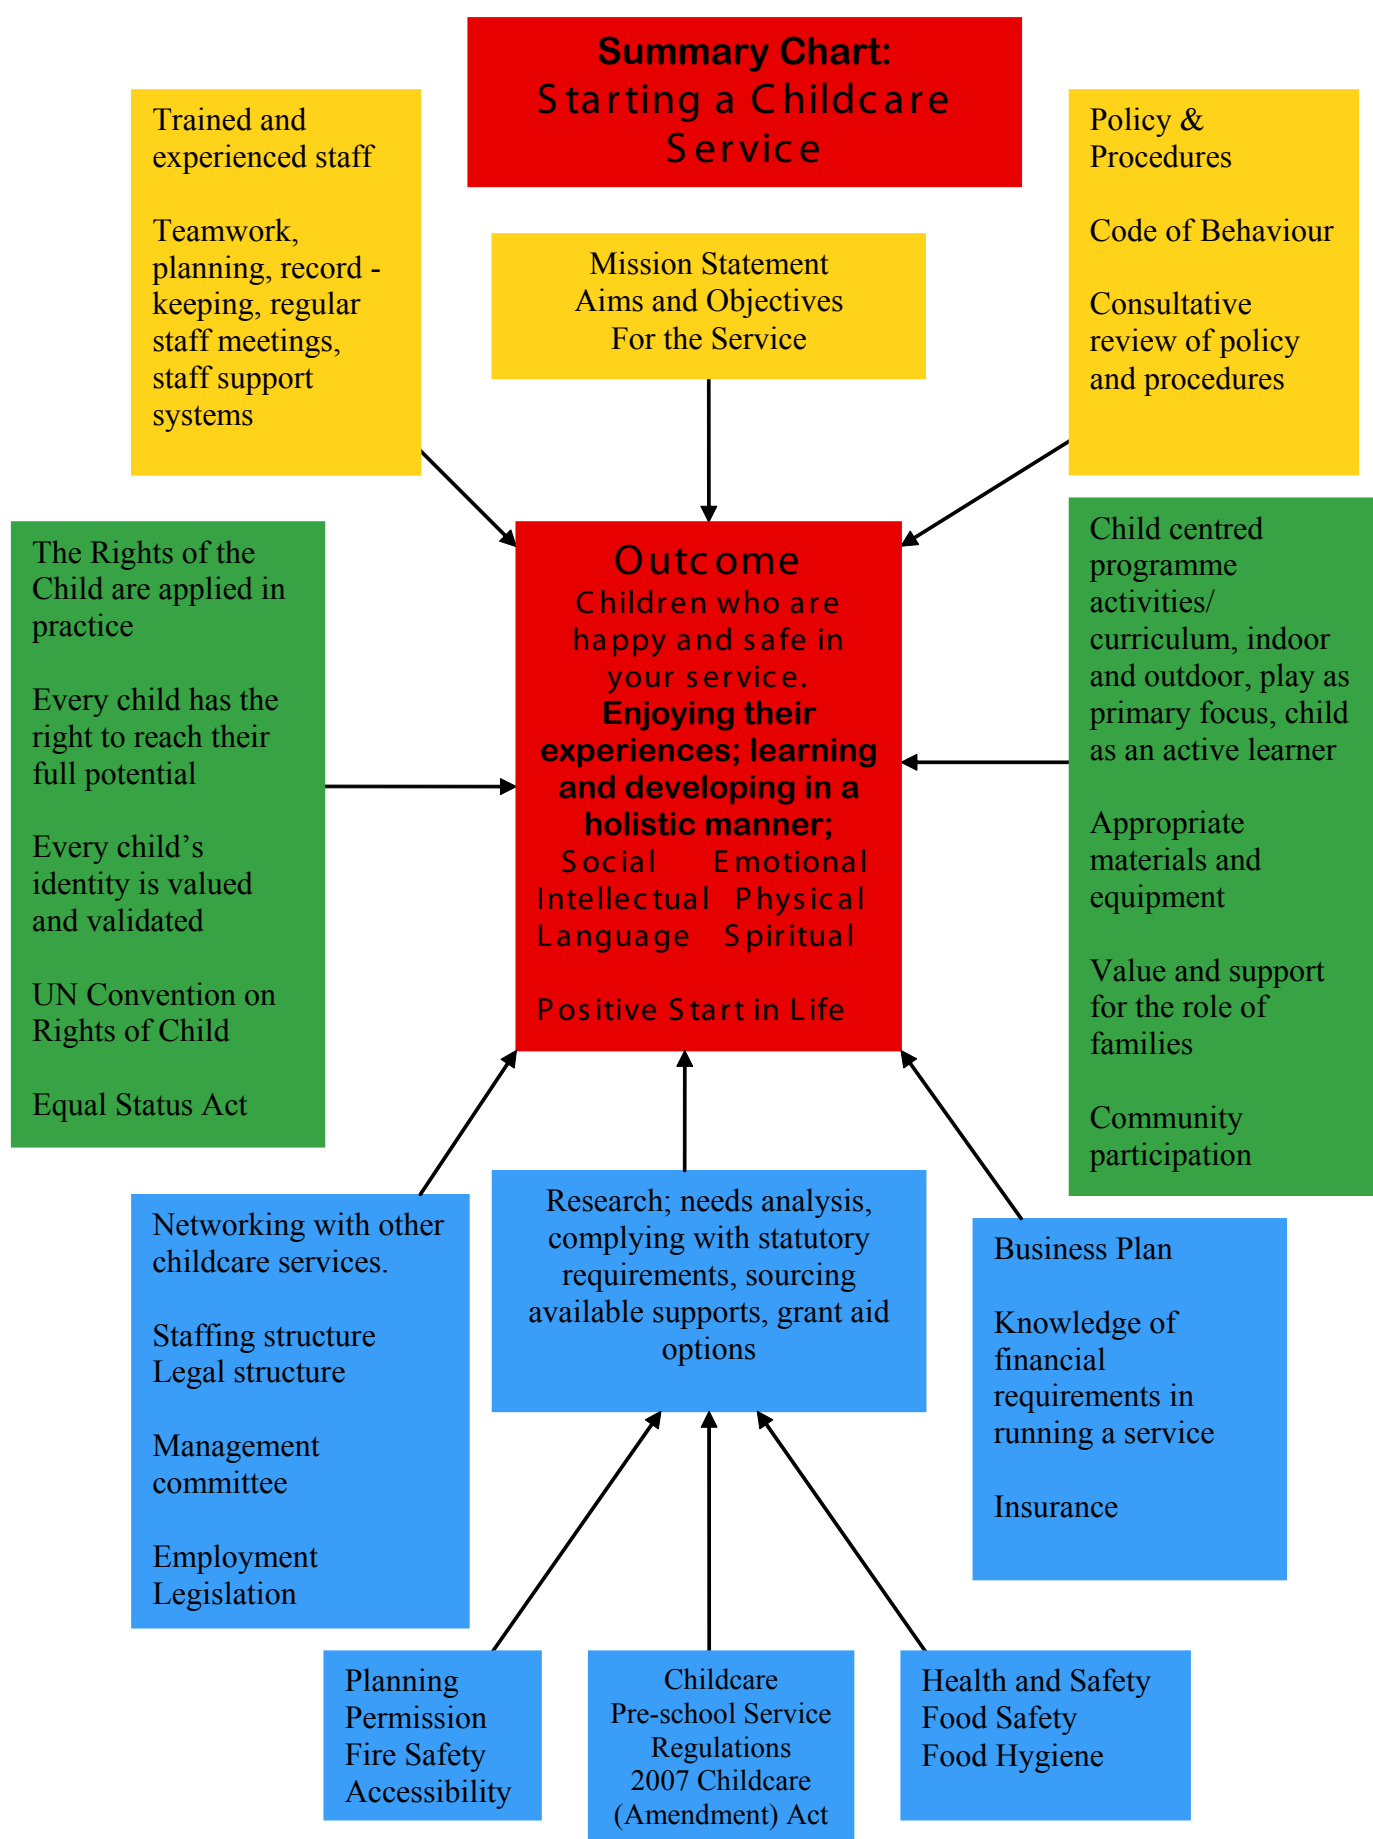 Summary Chart:
Starting a Childcare
Service
Trained and
experienced staff
Teamwork,
planning, record -
keeping, regular
staff meetings,
staff support
systems
Mission Statement
Aims and Objectives
For the Service
Policy &
Procedures
Code of Behaviour
Consultative
review of policy
and procedures
The Rights of the
Child are applied in
practice
Every child has the
right to reach their
full potential
Every child’s
identity is valued
and validated
UN Convention on
Rights of Child
Equal Status Act
Outcome
Children who are
happy and safe in
your service.
Enjoying their
experiences; learning
and developing in a
holistic manner;
Social Emotional
Intellectual Physical
Language Spiritual
Positive Start in Life
Child centred
programme
activities/
curriculum, indoor
and outdoor, play as
primary focus, child
as an active learner
Appropriate
materials and
equipment
Value and support
for the role of
families
Community
participation
Networking with other
childcare services.
Staffing structure
Legal structure
Management
committee
Employment
Legislation
Research; needs analysis,
complying with statutory
requirements, sourcing
available supports, grant aid
options
Business Plan
Knowledge of
financial
requirements in
running a service
Insurance
Planning
Permission
Fire Safety
Accessibility
Childcare
Pre-school Service
Regulations
2007 Childcare
(Amendment) Act
Health and Safety
Food Safety
Food Hygiene